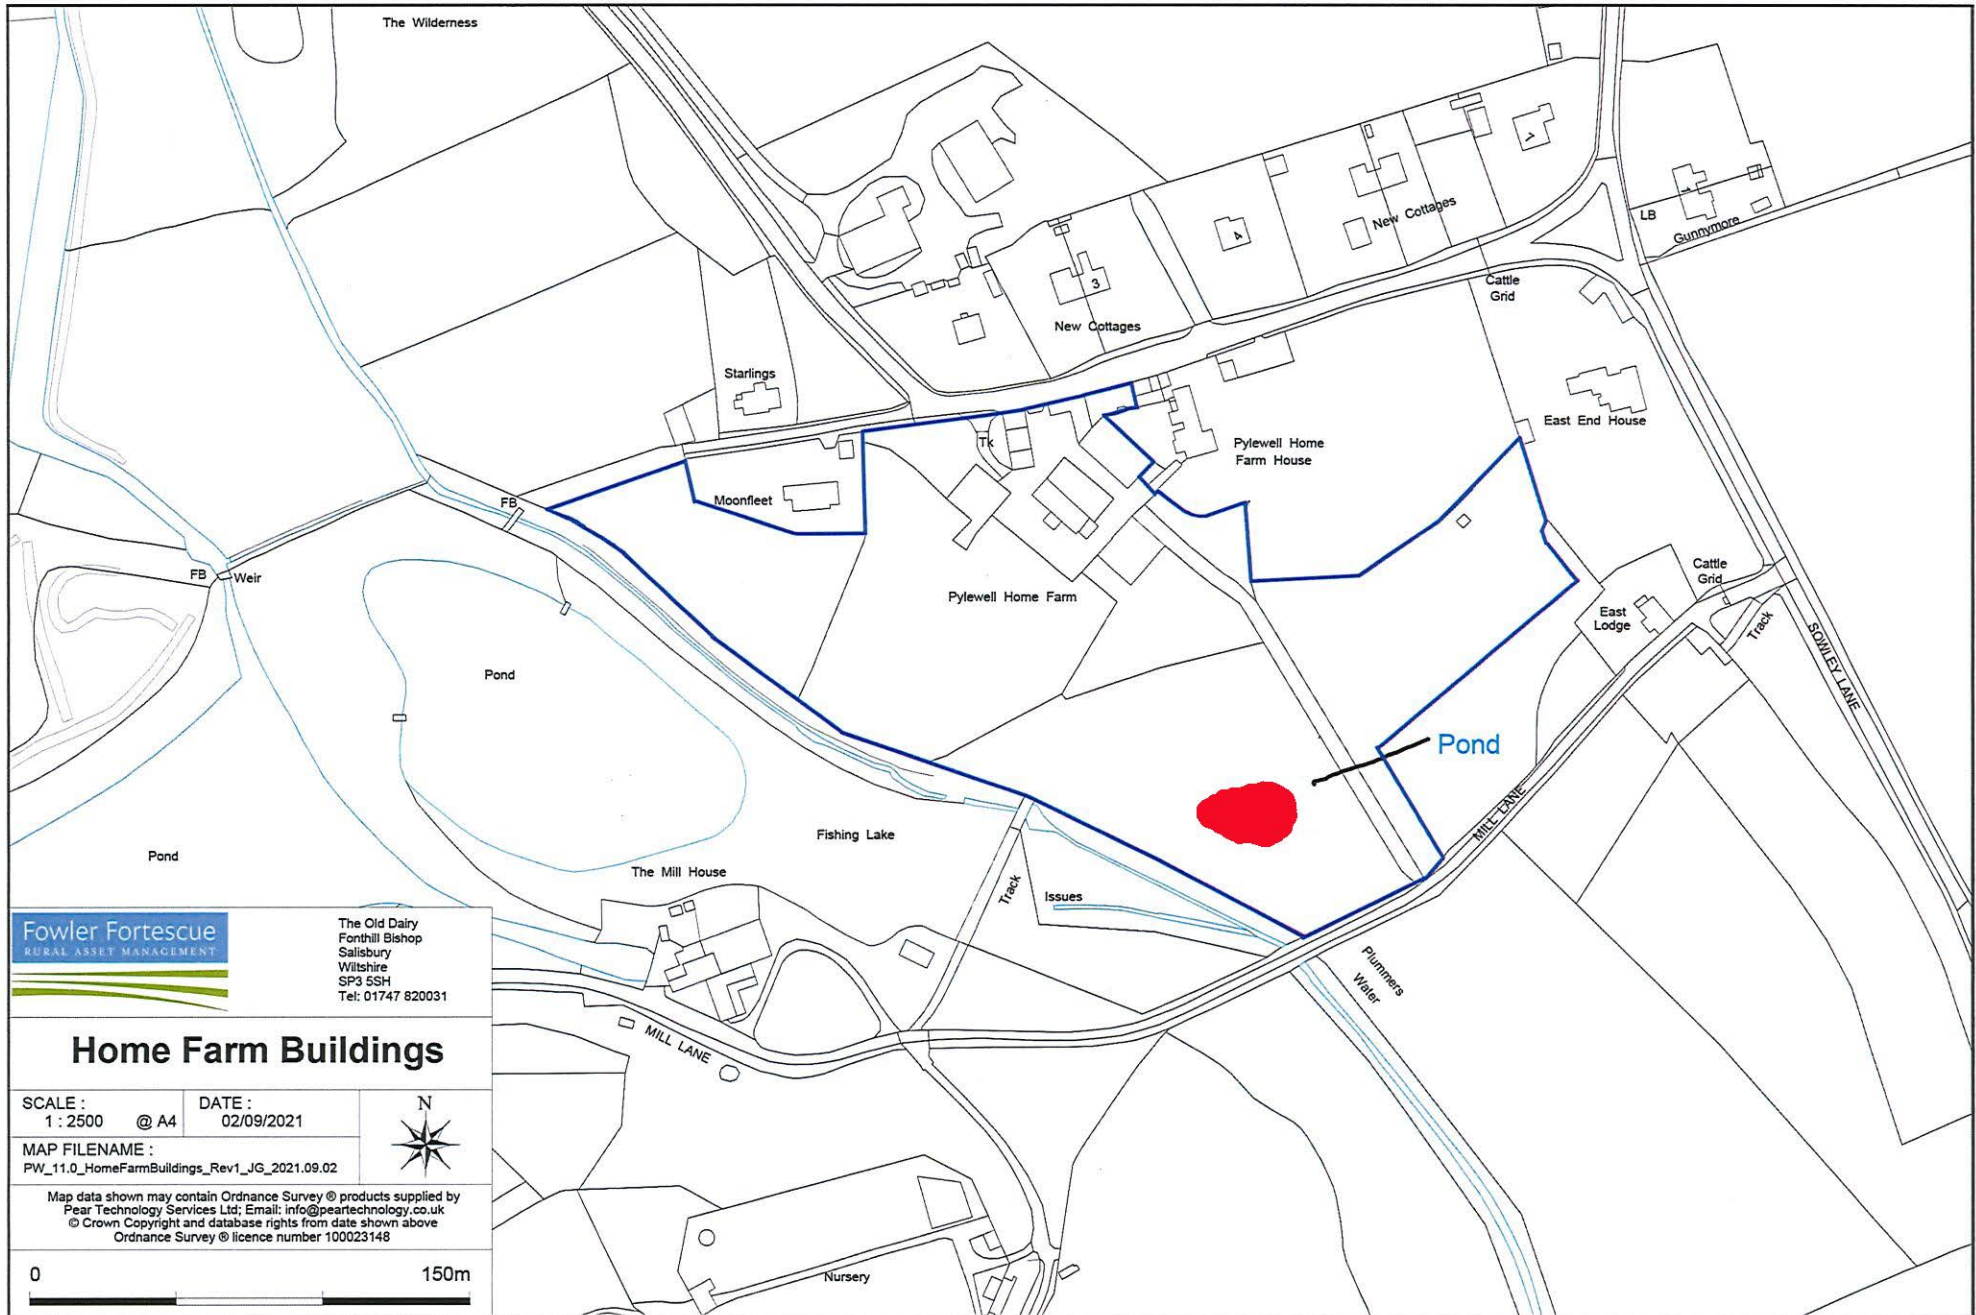 The Wilderness
1
1
LB
Gunnymore
New Cottages
4
3
New Cottages
Cattle
Grid
Starlings
East End House
Tk
Pylewell Home
Farm House
Moonfleet
FB
FB
Weir
Pylewell Home Farm
Cattle
Grid
East
Lodge
Track
SOWLEY LANE
Pond
Pond
MILL LANE
Fishing Lake
Pond
The Mill House
Track
Issues
Plummers
Water
MILL LANE
Nursery
Fowler Fortescue
RURAL ASSET MANAGEMENT
The Old Dairy
Fonthill Bishop
Salisbury
Wiltshire
SP3 5SH
Tel: 01747 820031
Home Farm Buildings
SCALE :
1 : 2500 @ A4
DATE :
02/09/2021
N
MAP FILENAME :
PW_11.0_HomeFarmBuildings_Rev1_JG_2021.09.02
Map data shown may contain Ordnance Survey ® products supplied by
Pear Technology Services Ltd; Email: info@peartechnology.co.uk
© Crown Copyright and database rights from date shown above
Ordnance Survey ® licence number 100023148
0 150m